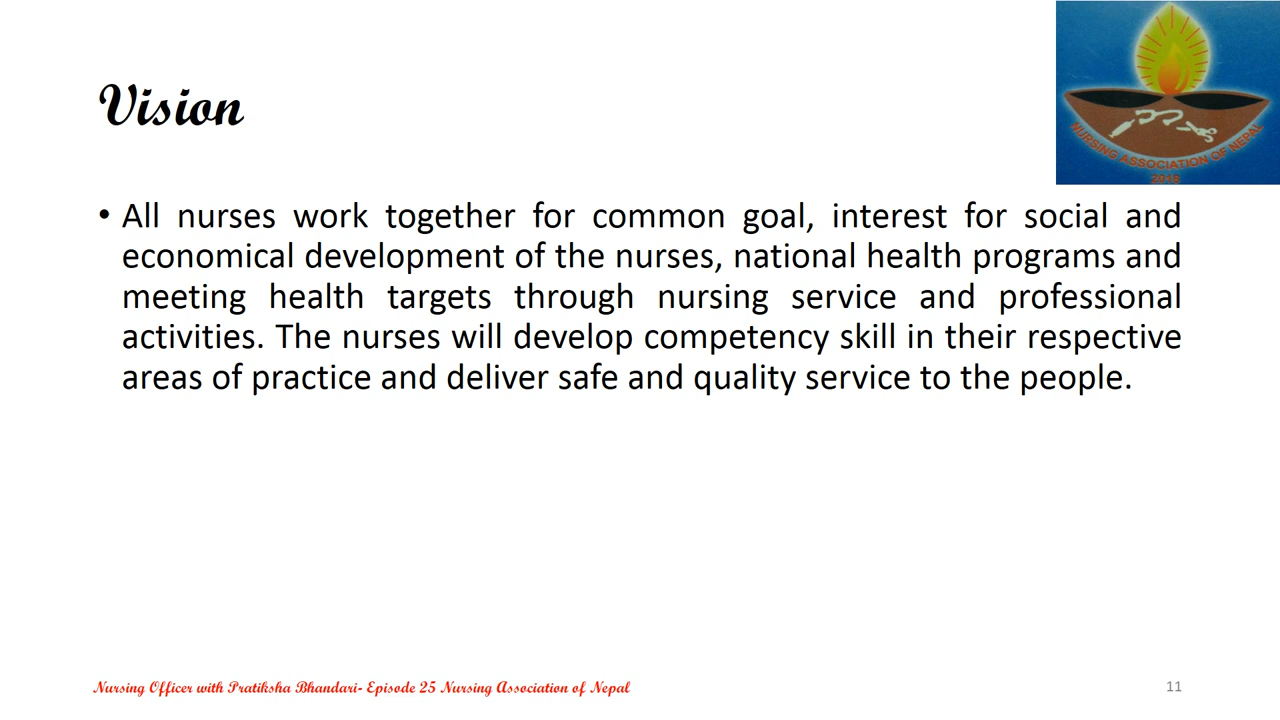 Vision
NURSING ASSOCIATION OF NEPAL
2018
• All nurses work together for common goal, interest for social and
economical development of the nurses, national health programs and
meeting health targets through nursing service and professional
activities. The nurses will develop competency skill in their respective
areas of practice and deliver safe and quality service to the people.
Nursing Officer with Pratiksha Bhandari- Episode 25 Nursing Association of Nepal
11